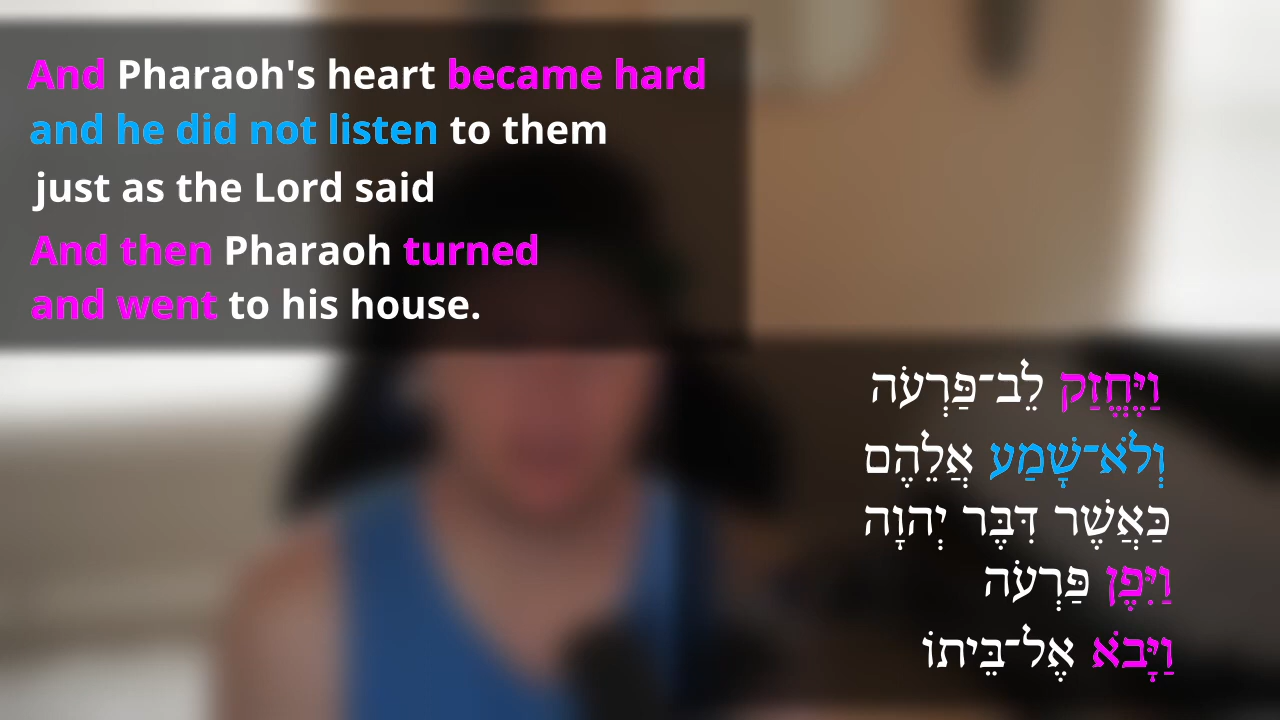 And Pharaoh's heart became hard
and he did not listen to them
just as the Lord said
And then Pharaoh turned
and went to his house.
וַיֶּחֱזַק לֵב־פַּרְעֹה
וְלֹא־שָׁמַע אֲלֵהֶם
כַּאֲשֶׁר דִּבֶּר יְהוָה
וַיִּפֶן פַּרְעֹה
וַיָּבֹא אֶל־בֵּיתוֹ